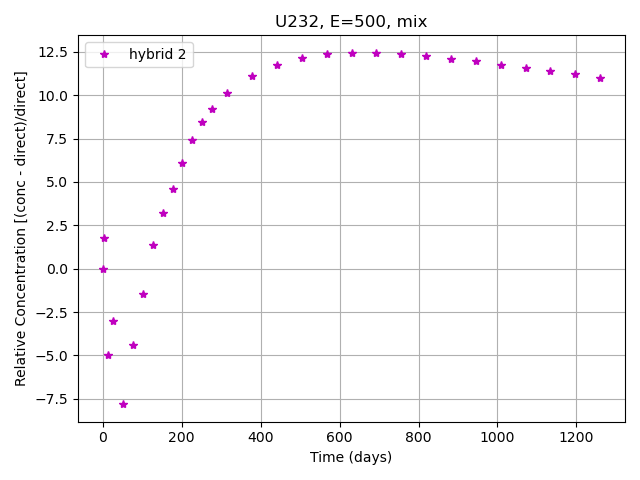 U232, E=500, mix
hybrid 2
Relative Concentration [(conc - direct)/direct]
12.5
10.0
7.5
5.0
2.5
0.0
−2.5
−5.0
−7.5
0 200 400 600 800 1000 1200
Time (days)